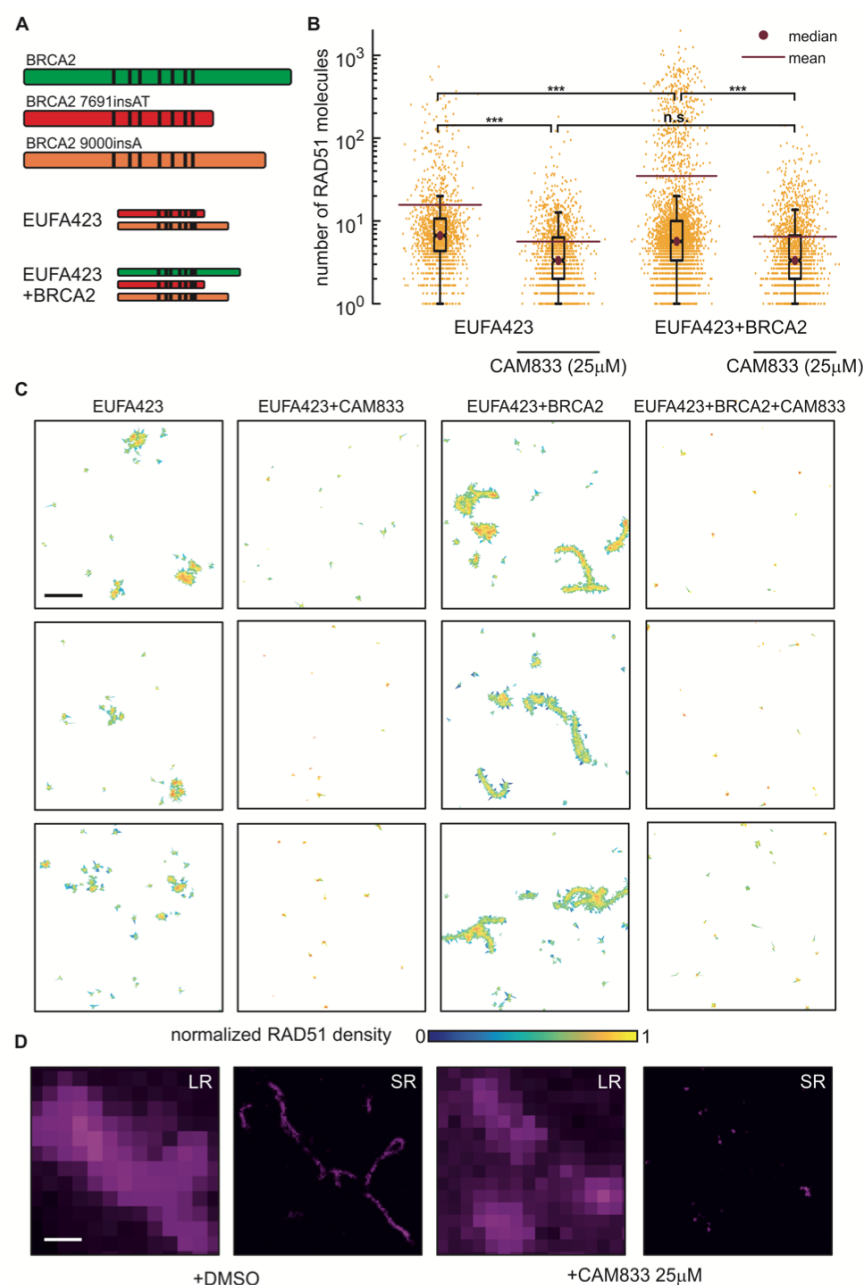 A
BRCA2
BRCA2 7691insAT
BRCA2 9000insA
EUFA423
EUFA423
+BRCA2
B
number of RAD51 molecules
10³
10²
10¹
10⁰
median
mean
***
***
***
n.s.
EUFA423
EUFA423+BRCA2
CAM833 (25μM)
CAM833 (25μM)
C
EUFA423
EUFA423+CAM833
EUFA423+BRCA2
EUFA423+BRCA2+CAM833
normalized RAD51 density
0
1
D
LR
SR
LR
SR
+DMSO
+CAM833 25μM